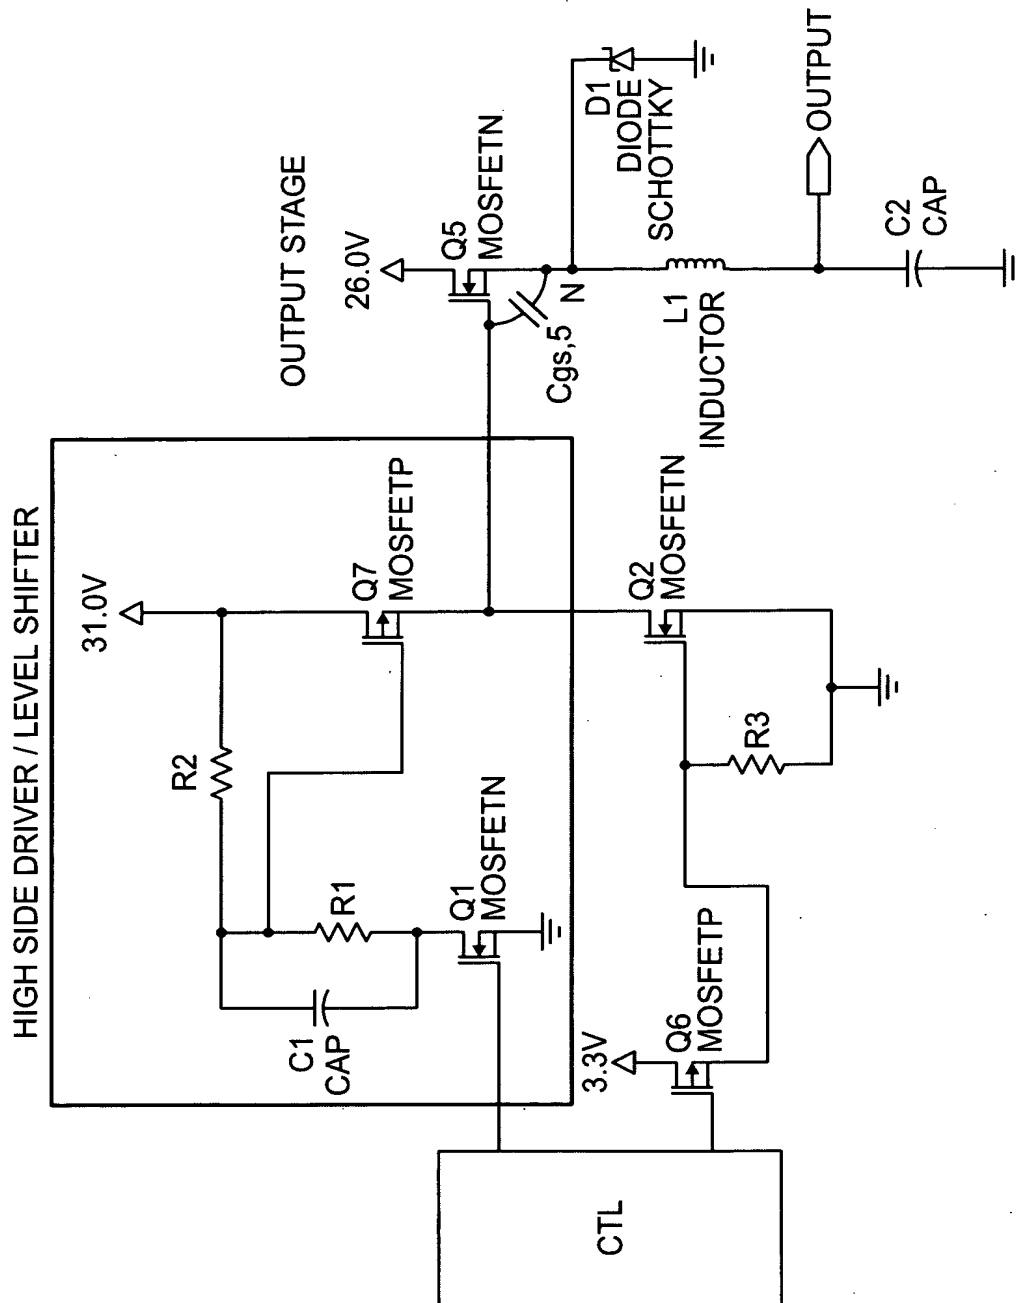 HIGH SIDE DRIVER / LEVEL SHIFTER
OUTPUT STAGE
31.0V
26.0V
R2
Q7
MOSFETP
Q5
MOSFETN
Cgs,5
N
D1
DIODE
SCHOTTKY
C1
CAP
R1
Q1
MOSFETN
L1
INDUCTOR
OUTPUT
C2
CAP
3.3V
Q6
MOSFETP
Q2
MOSFETN
R3
CTL